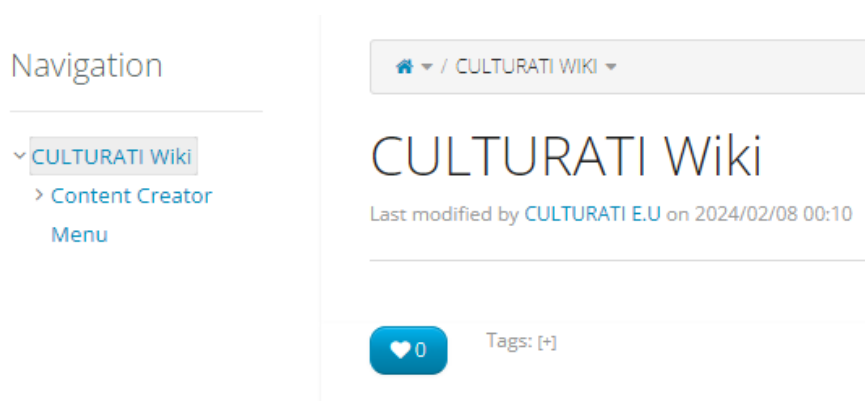 Navigation
CULTURATI Wiki
Content Creator
Menu
/ CULTURATI WIKI
CULTURATI Wiki
Last modified by CULTURATI E.U on 2024/02/08 00:10
0
Tags: [+]